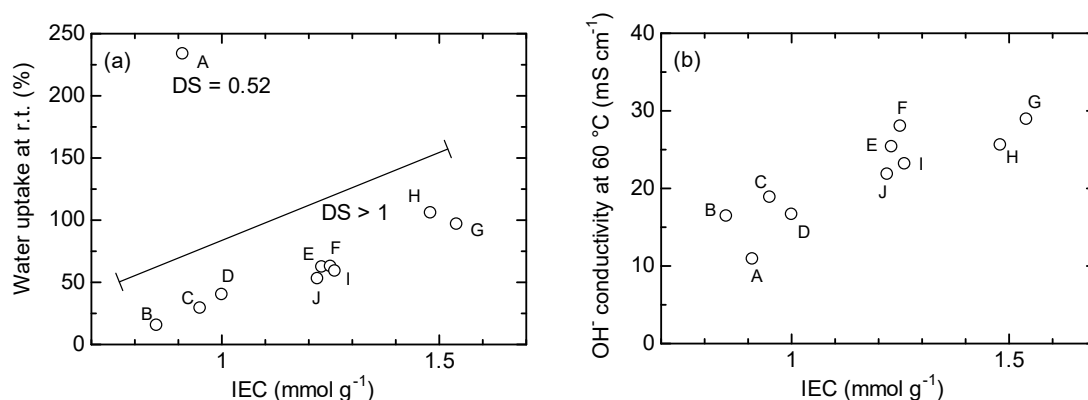 250
200
150
100
50
0
1
1.5
Water uptake at r.t. (%)
IEC (mmol g⁻¹)
(a)
A
DS = 0.52
DS > 1
H
G
E
F
J
I
D
C
B
40
30
20
10
0
1
1.5
OH⁻ conductivity at 60 °C (mS cm⁻¹)
IEC (mmol g⁻¹)
(b)
G
F
E
H
I
J
C
B
D
A